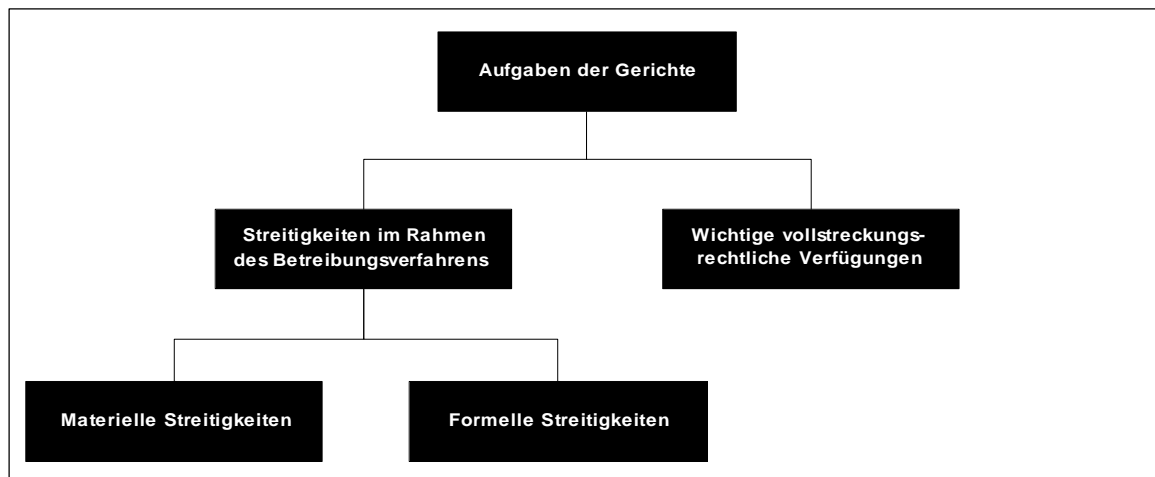 Aufgaben der Gerichte
Streitigkeiten im Rahmen
des Betreibungsverfahrens
Wichtige vollstreckungs-
rechtliche Verfügungen
Materielle Streitigkeiten
Formelle Streitigkeiten